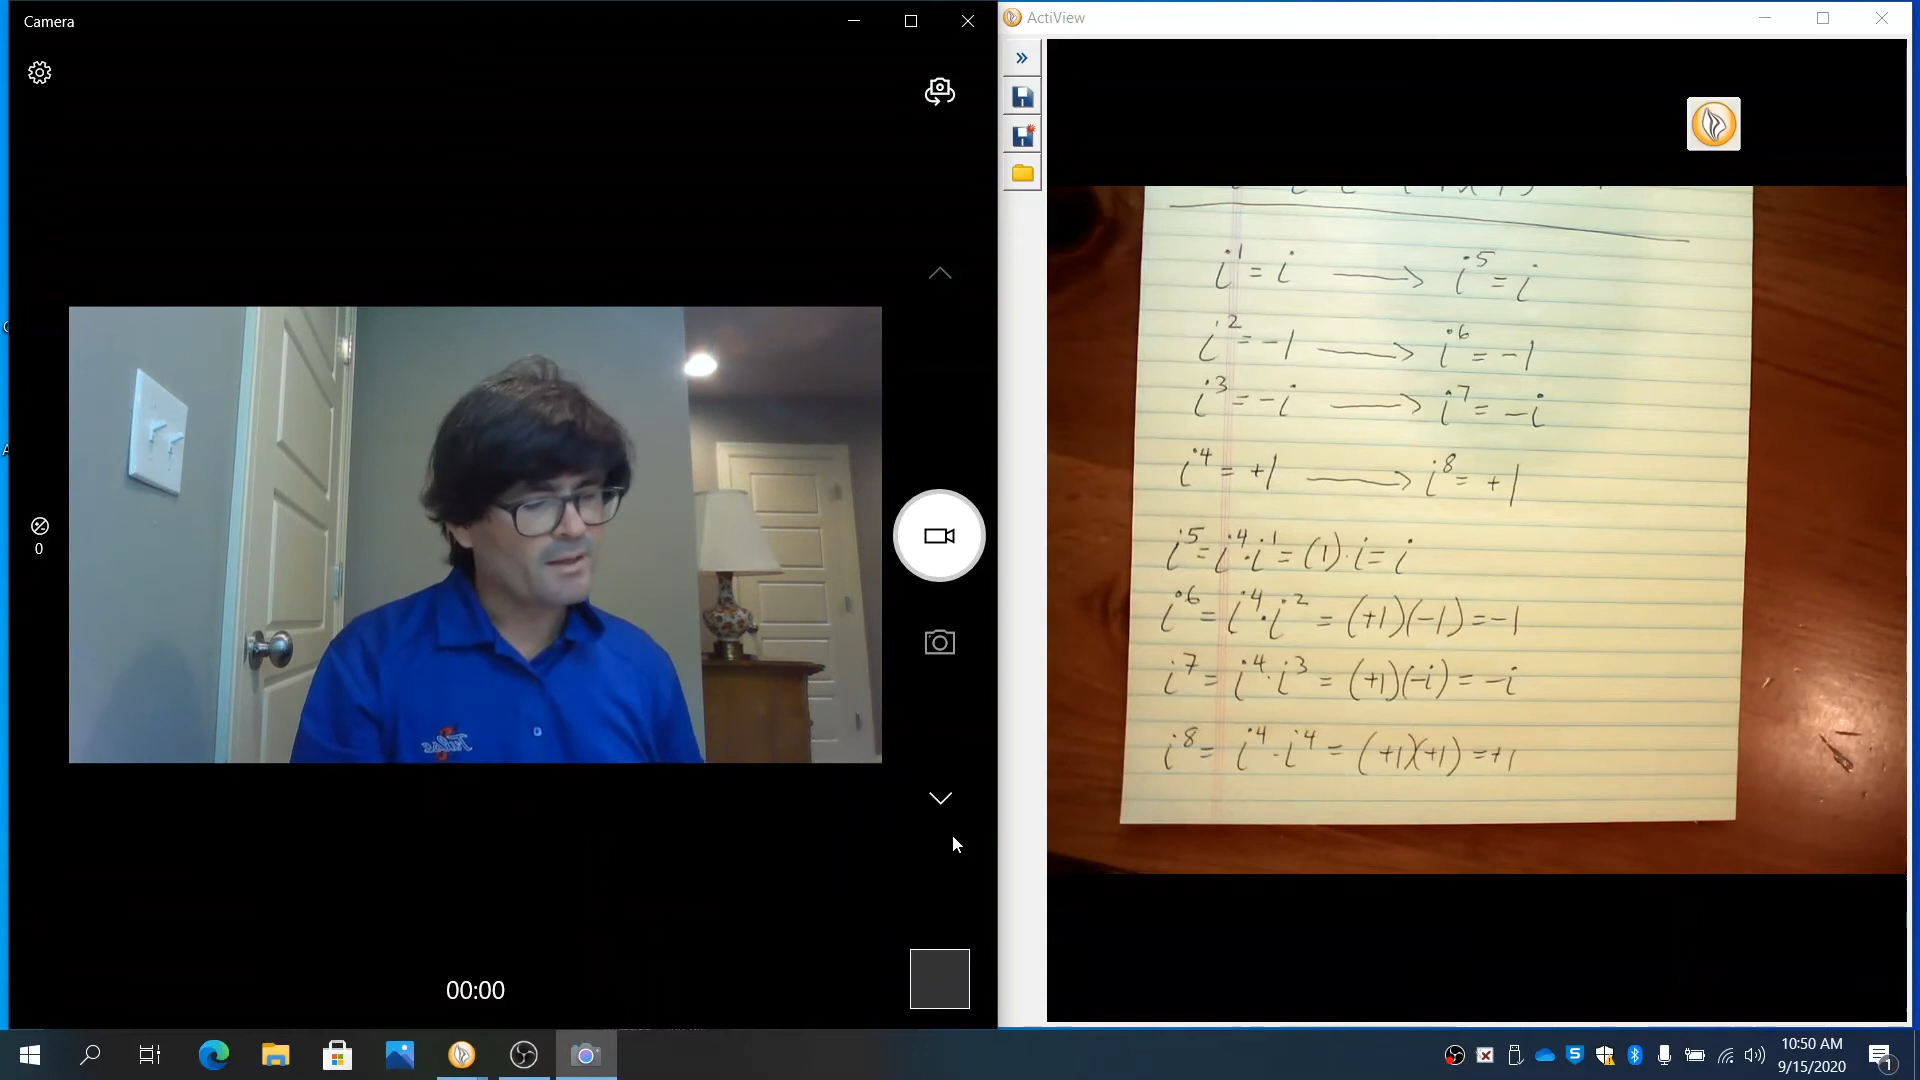 Camera
ActiView
i¹ = i ⟶ i⁵ = i
i² = -1 ⟶ i⁶ = -1
i³ = -i ⟶ i⁷ = -i
i⁴ = +1 ⟶ i⁸ = +1
i⁵ = i⁴ · i¹ = (1) · i = i
i⁶ = i⁴ · i² = (+1)(-1) = -1
i⁷ = i⁴ · i³ = (+1)(-i) = -i
i⁸ = i⁴ · i⁴ = (+1)(+1) = +1
0
Tulsa
00:00
10:50 AM
9/15/2020
1